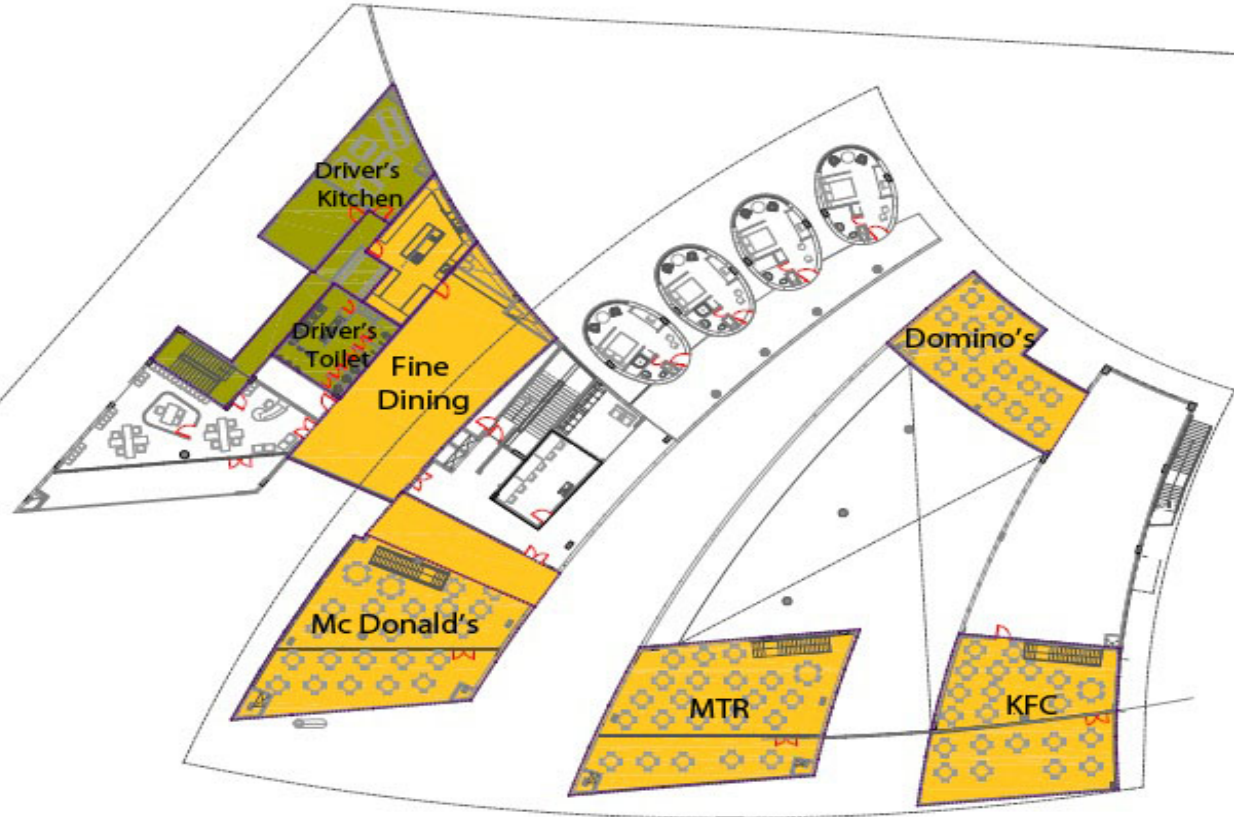 Driver's
Kitchen
Driver's
Toilet
Fine
Dining
Domino's
Mc Donald's
MTR
KFC